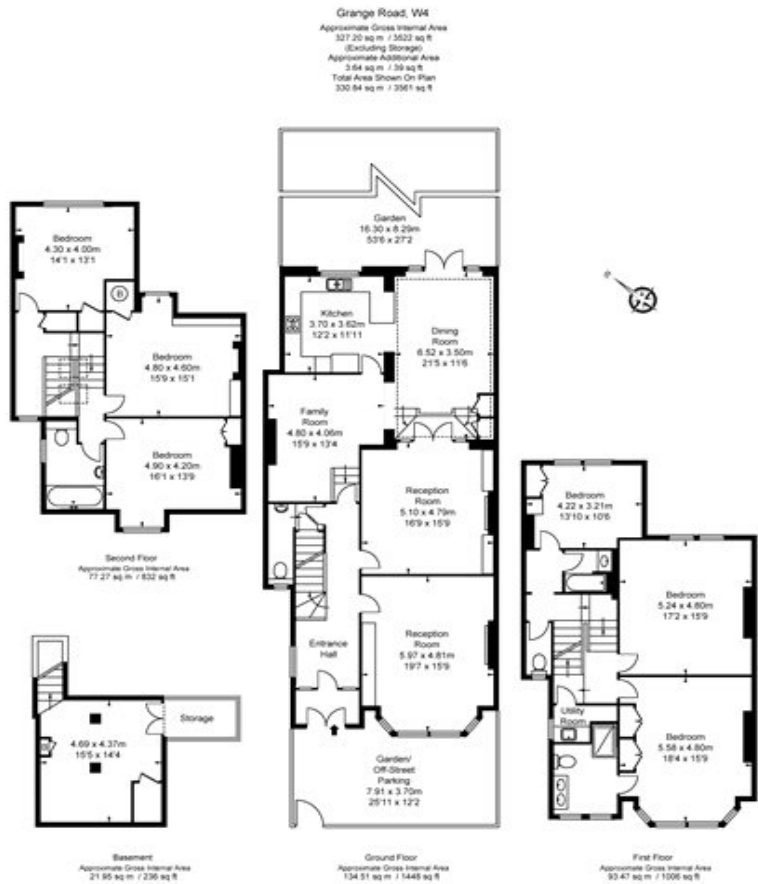 Grange Road, W4
Approximate Gross Internal Area
327.20 sq m / 3522 sq ft
(Excluding Storage)
Approximate Additional Area
3.64 sq m / 39 sq ft
Total Area Shown On Plan
330.84 sq m / 3561 sq ft
Bedroom
4.30 x 4.00m
14'1 x 13'1
B
Bedroom
4.80 x 4.60m
15'9 x 15'1
Bedroom
4.90 x 4.20m
16'1 x 13'9
Second Floor
Approximate Gross Internal Area
77.27 sq m / 832 sq ft
4.69 x 4.37m
15'5 x 14'4
Storage
Basement
Approximate Gross Internal Area
21.95 sq m / 236 sq ft
Garden
16.30 x 8.29m
53'6 x 27'2
Kitchen
3.70 x 3.62m
12'2 x 11'11
Dining
Room
6.52 x 3.50m
21'5 x 11'6
Family
Room
4.80 x 4.06m
15'9 x 13'4
Reception
Room
5.10 x 4.79m
16'9 x 15'9
Reception
Room
5.97 x 4.81m
19'7 x 15'9
Entrance
Hall
Garden/
Off-Street
Parking
7.91 x 3.70m
25'11 x 12'2
Ground Floor
Approximate Gross Internal Area
134.51 sq m / 1448 sq ft
Bedroom
4.22 x 3.21m
13'10 x 10'6
Bedroom
5.24 x 4.80m
17'2 x 15'9
Utility
Room
Bedroom
5.58 x 4.80m
18'4 x 15'9
First Floor
Approximate Gross Internal Area
93.47 sq m / 1006 sq ft